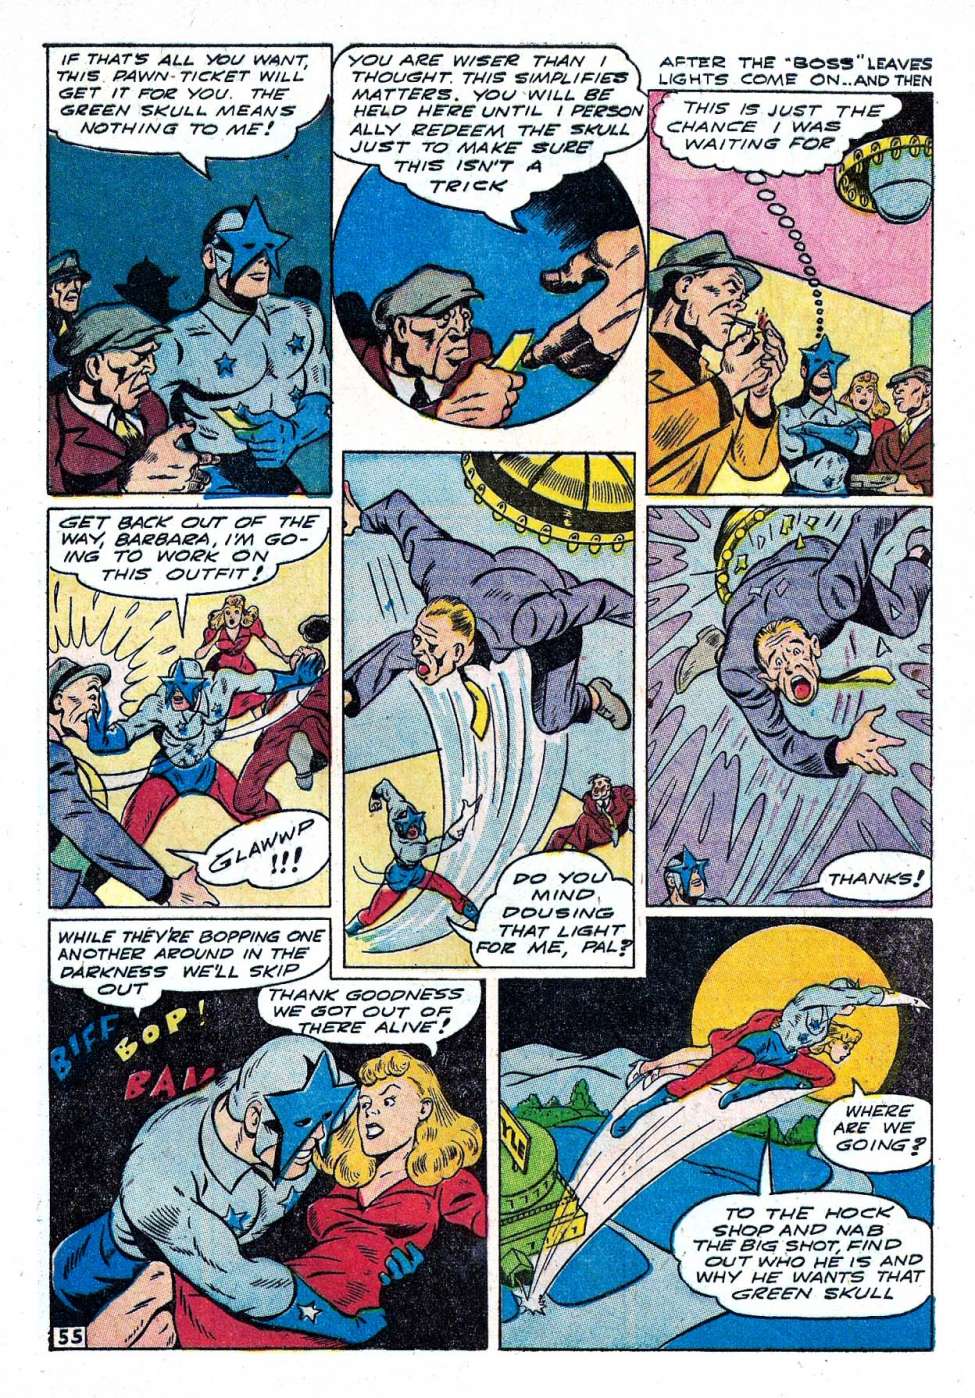 IF THAT'S ALL YOU WANT,
THIS PAWN-TICKET WILL
GET IT FOR YOU. THE
GREEN SKULL MEANS
NOTHING TO ME!
YOU ARE WISER THAN I
THOUGHT. THIS SIMPLIFIES
MATTERS. YOU WILL BE
HELD HERE UNTIL I PERSON
ALLY REDEEM THE SKULL
JUST TO MAKE SURE
THIS ISN'T A
TRICK
AFTER THE "BOSS" LEAVES
LIGHTS COME ON..AND THEN
THIS IS JUST THE
CHANCE I WAS
WAITING FOR
GET BACK OUT OF THE
WAY, BARBARA, I'M GO-
ING TO WORK ON
THIS OUTFIT!
GLAWWP
!!!
DO YOU
MIND
DOUSING
THAT LIGHT
FOR ME, PAL?
THANKS!
WHILE THEY'RE BOPPING ONE
ANOTHER AROUND IN THE
DARKNESS WE'LL SKIP
OUT
BIFF
BOP!
BAM
THANK GOODNESS
WE GOT OUT OF
THERE ALIVE!
WHERE
ARE WE
GOING?
TO THE HOCK
SHOP AND NAB
THE BIG SHOT, FIND
OUT WHO HE IS AND
WHY HE WANTS THAT
GREEN SKULL
55